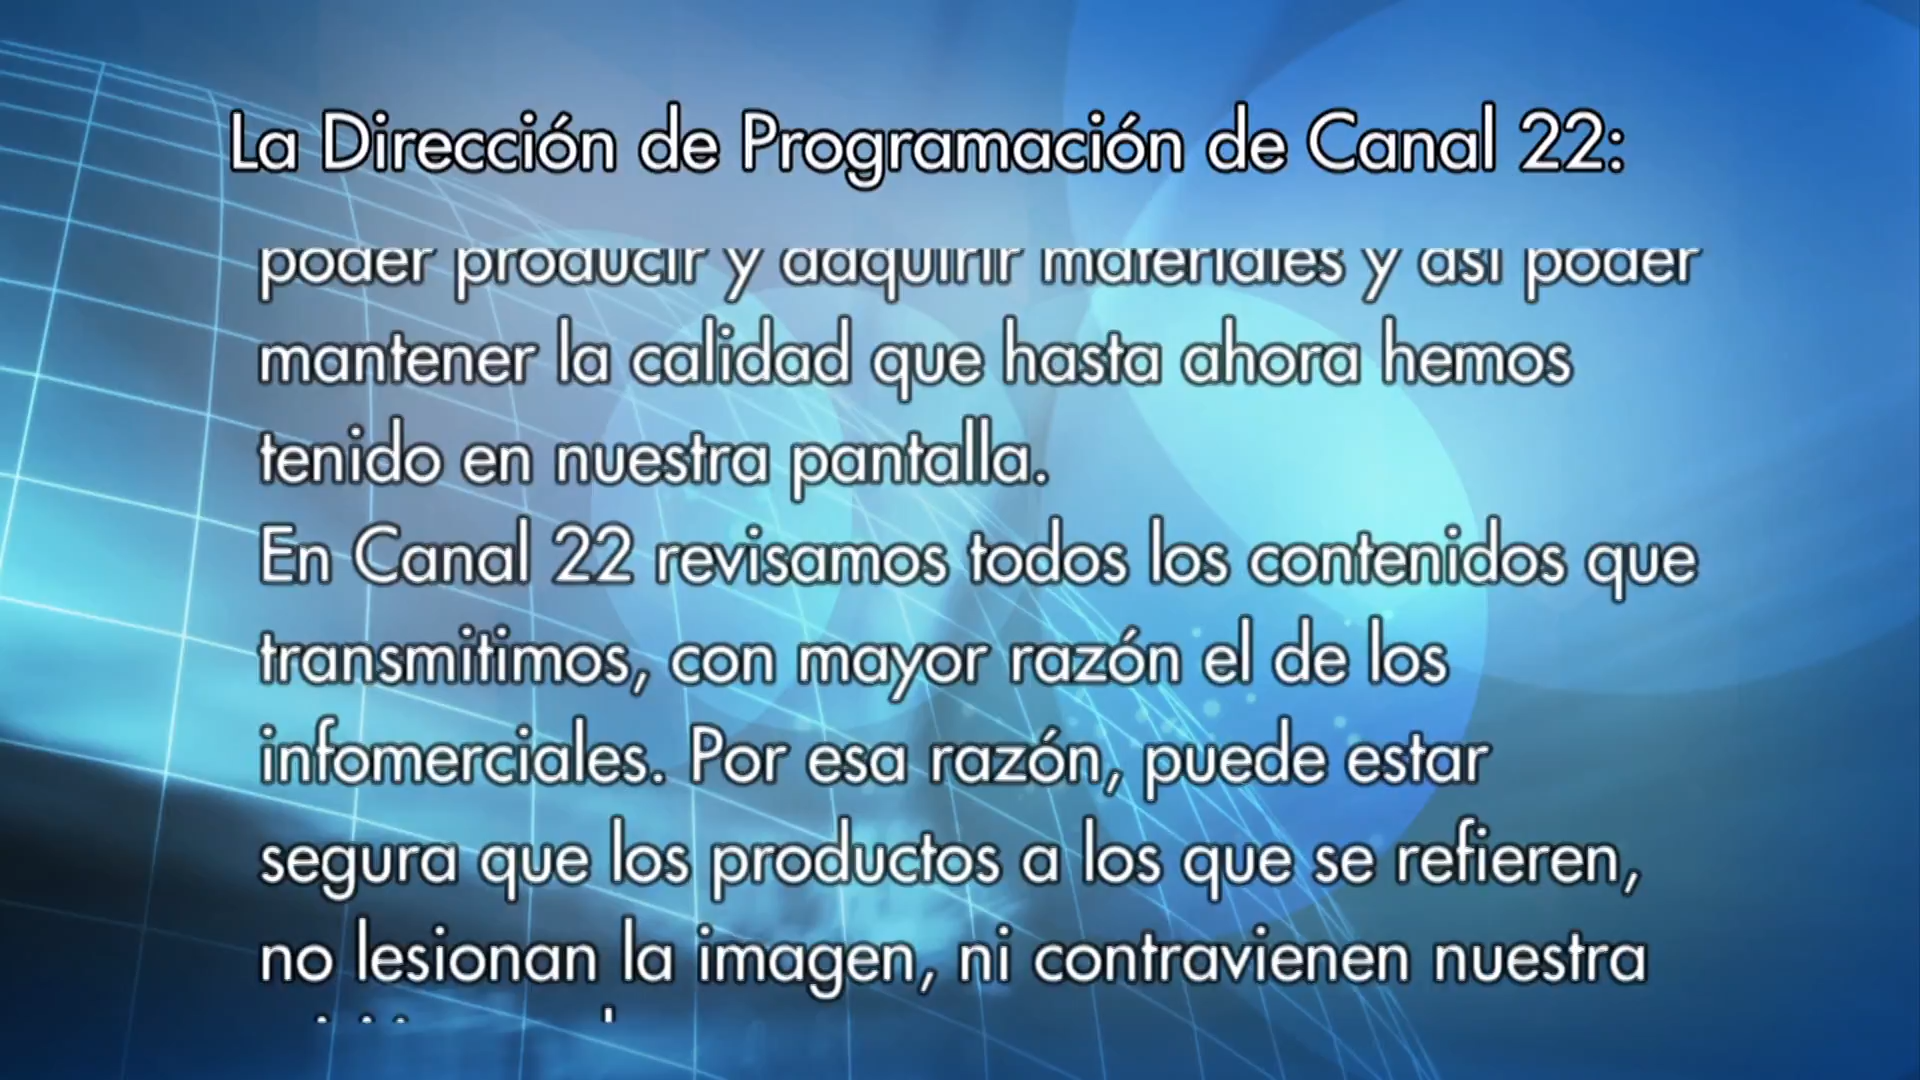 La Dirección de Programación de Canal 22:
poder producir y adquirir materiales y así poder
mantener la calidad que hasta ahora hemos
tenido en nuestra pantalla.
En Canal 22 revisamos todos los contenidos que
transmitimos, con mayor razón el de los
infomerciales. Por esa razón, puede estar
segura que los productos a los que se refieren,
no lesionan la imagen, ni contravienen nuestra